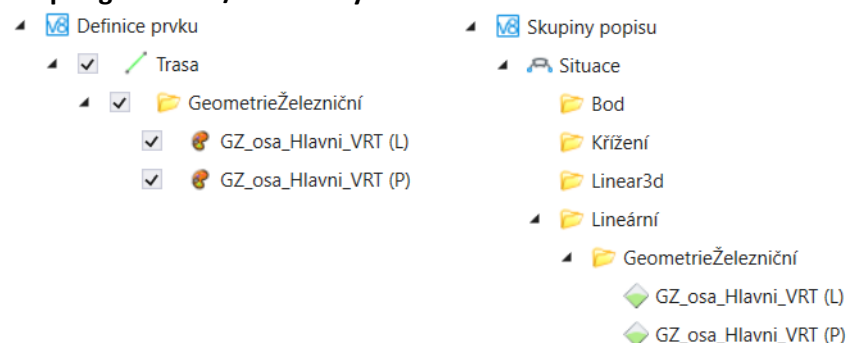 Definice prvku
Trasa
GeometrieŽelezniční
GZ_osa_Hlavni_VRT (L)
GZ_osa_Hlavni_VRT (P)
Skupiny popisu
Situace
Bod
Křížení
Linear3d
Lineární
GeometrieŽelezniční
GZ_osa_Hlavni_VRT (L)
GZ_osa_Hlavni_VRT (P)